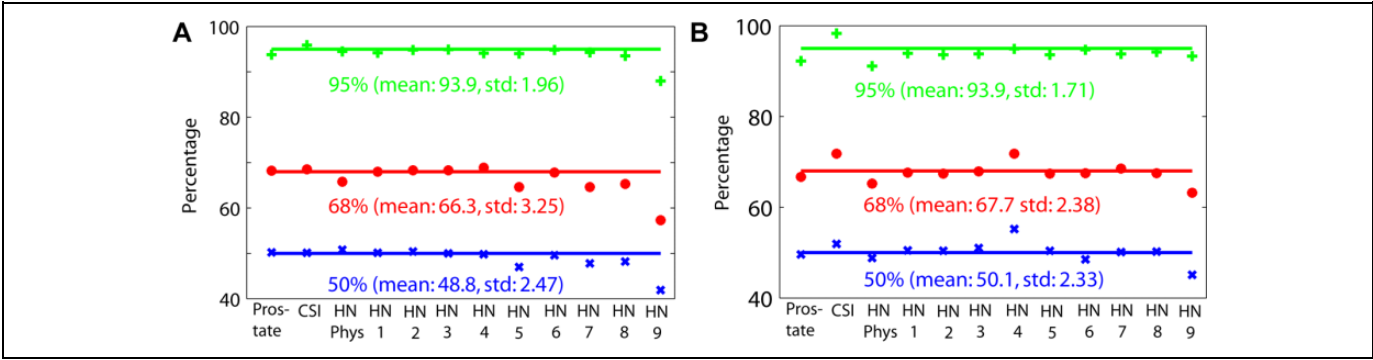 A
100
80
60
40
Percentage
95% (mean: 93.9, std: 1.96)
68% (mean: 66.3, std: 3.25)
50% (mean: 48.8, std: 2.47)
Pros- CSI HN HN HN HN HN HN HN HN HN HN
tate Phys 1 2 3 4 5 6 7 8 9
B
100
80
60
40
Percentage
95% (mean: 93.9, std: 1.71)
68% (mean: 67.7 std: 2.38)
50% (mean: 50.1, std: 2.33)
Pros- CSI HN HN HN HN HN HN HN HN HN HN
tate Phys 1 2 3 4 5 6 7 8 9